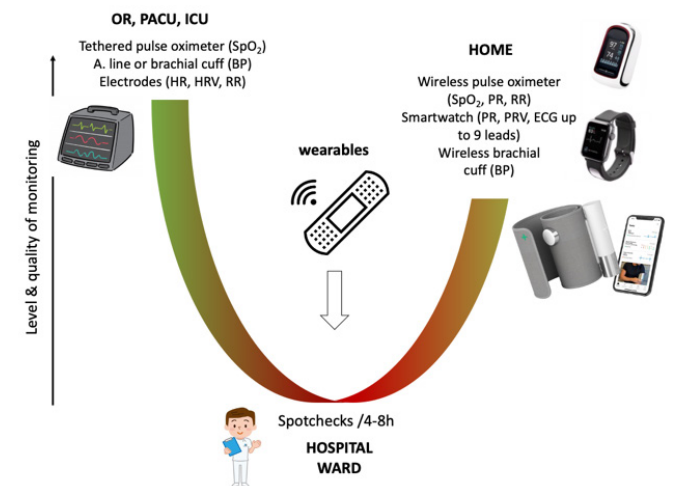 OR, PACU, ICU
Tethered pulse oximeter (SpO₂)
A. line or brachial cuff (BP)
Electrodes (HR, HRV, RR)
HOME
Wireless pulse oximeter
(SpO₂, PR, RR)
Smartwatch (PR, PRV, ECG up
to 9 leads)
Wireless brachial
cuff (BP)
wearables
Level & quality of monitoring
Spotchecks /4-8h
HOSPITAL
WARD